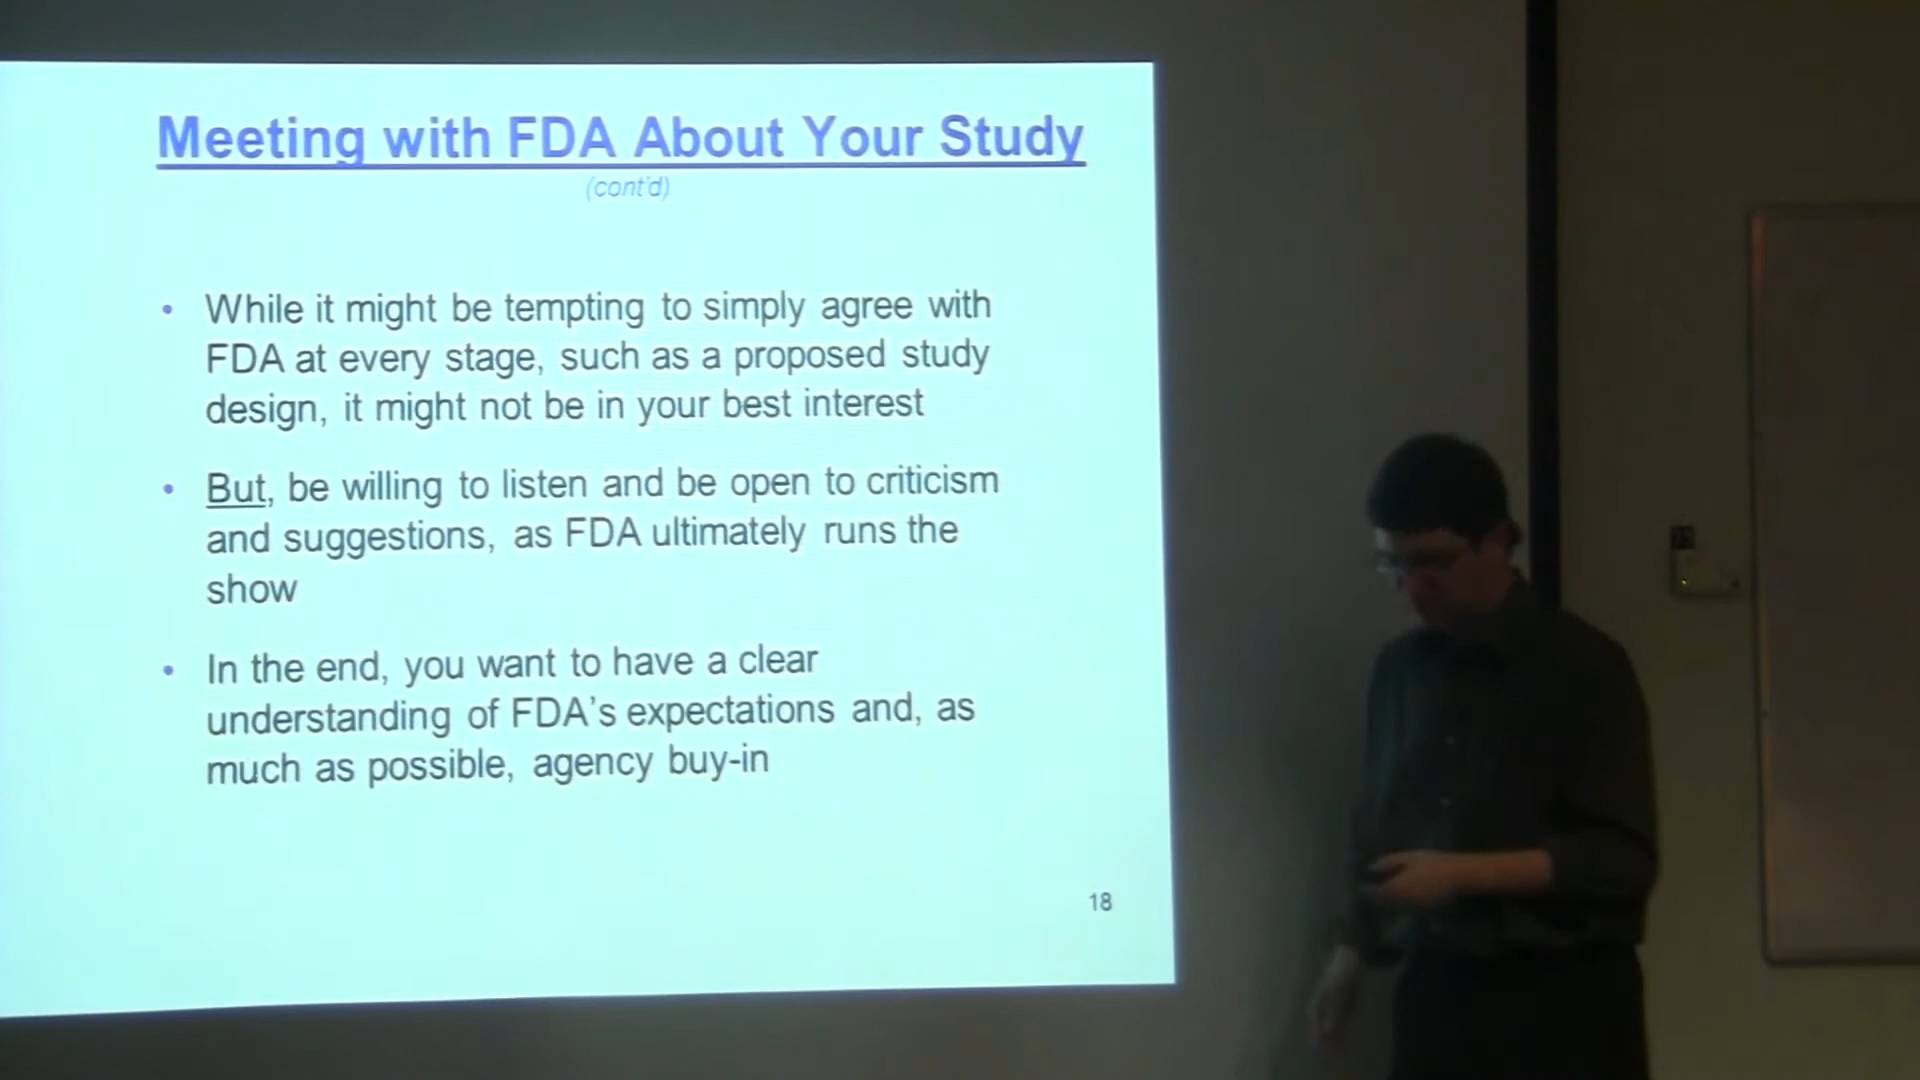 Meeting with FDA About Your Study
(cont'd)
• While it might be tempting to simply agree with
FDA at every stage, such as a proposed study
design, it might not be in your best interest
• But, be willing to listen and be open to criticism
and suggestions, as FDA ultimately runs the
show
• In the end, you want to have a clear
understanding of FDA's expectations and, as
much as possible, agency buy-in
18